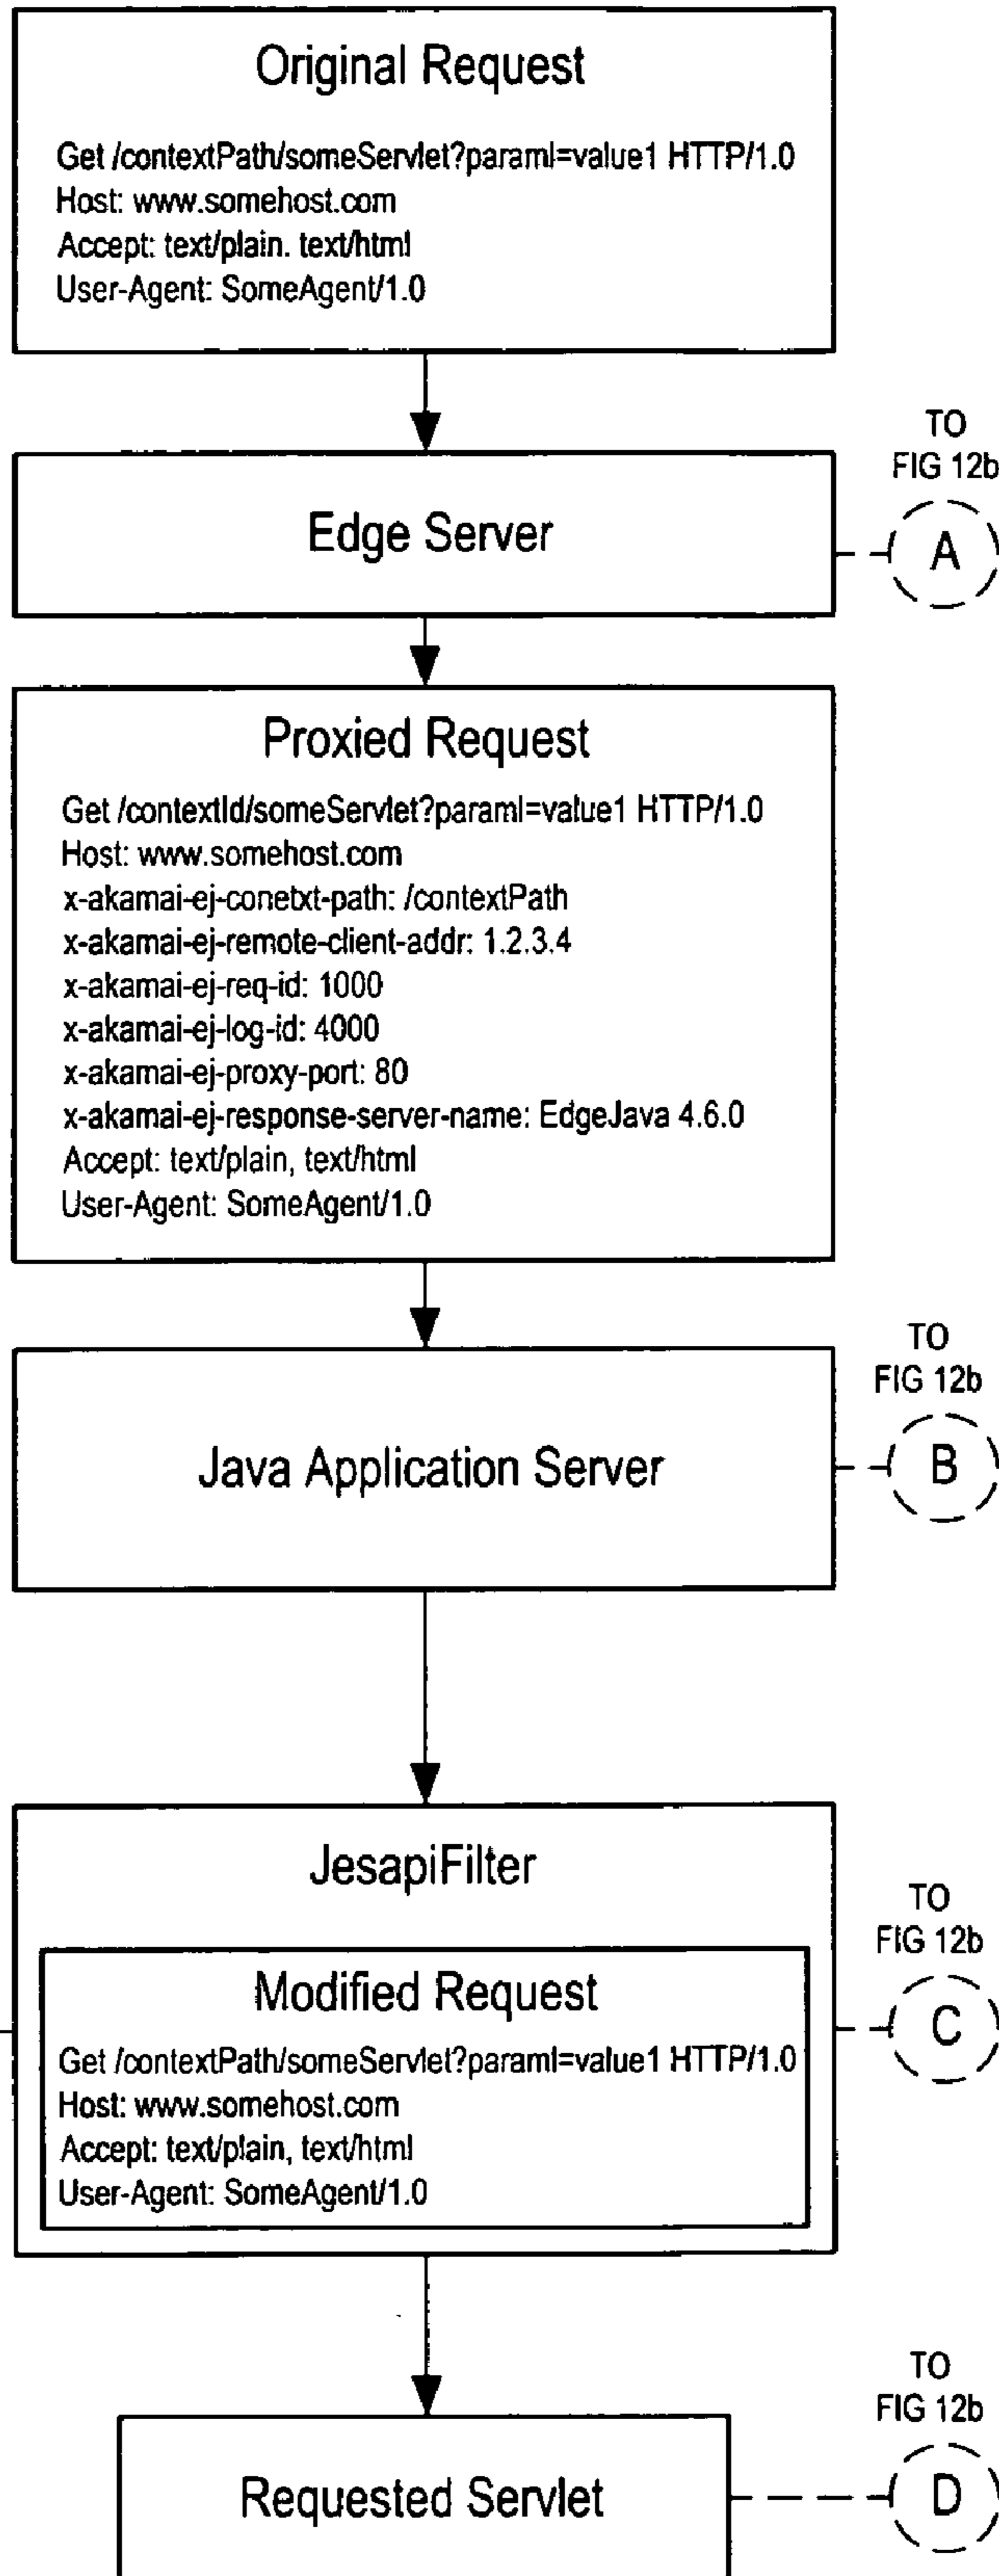 Original Request
Get /contextPath/someServlet?paraml=value1 HTTP/1.0
Host: www.somehost.com
Accept: text/plain. text/html
User-Agent: SomeAgent/1.0
TO
FIG 12b
Edge Server
A
Proxied Request
Get /contextId/someServlet?paraml=value1 HTTP/1.0
Host: www.somehost.com
x-akamai-ej-conetxt-path: /contextPath
x-akamai-ej-remote-client-addr: 1.2.3.4
x-akamai-ej-req-id: 1000
x-akamai-ej-log-id: 4000
x-akamai-ej-proxy-port: 80
x-akamai-ej-response-server-name: EdgeJava 4.6.0
Accept: text/plain, text/html
User-Agent: SomeAgent/1.0
TO
FIG 12b
Java Application Server
B
JesapiFilter
TO
FIG 12b
Modified Request
Get /contextPath/someServlet?paraml=value1 HTTP/1.0
C
Host: www.somehost.com
Accept: text/plain, text/html
User-Agent: SomeAgent/1.0
TO
FIG 12b
Requested Servlet
D